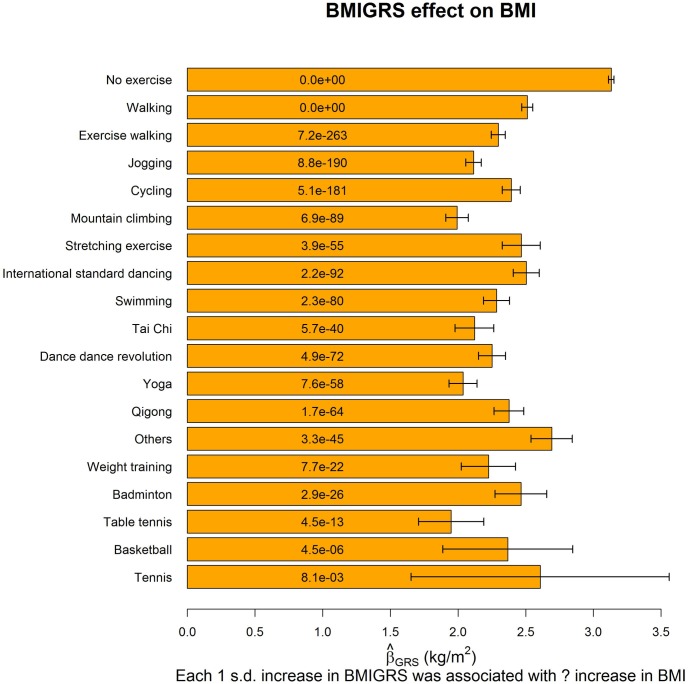 BMIGRS effect on BMI
No exercise 0.0e+00
Walking 0.0e+00
Exercise walking 7.2e-263
Jogging 8.8e-190
Cycling 5.1e-181
Mountain climbing 6.9e-89
Stretching exercise 3.9e-55
International standard dancing 2.2e-92
Swimming 2.3e-80
Tai Chi 5.7e-40
Dance dance revolution 4.9e-72
Yoga 7.6e-58
Qigong 1.7e-64
Others 3.3e-45
Weight training 7.7e-22
Badminton 2.9e-26
Table tennis 4.5e-13
Basketball 4.5e-06
Tennis 8.1e-03
0.0 0.5 1.0 1.5 2.0 2.5 3.0 3.5
β̂GRS (kg/m²)
Each 1 s.d. increase in BMIGRS was associated with ? increase in BMI